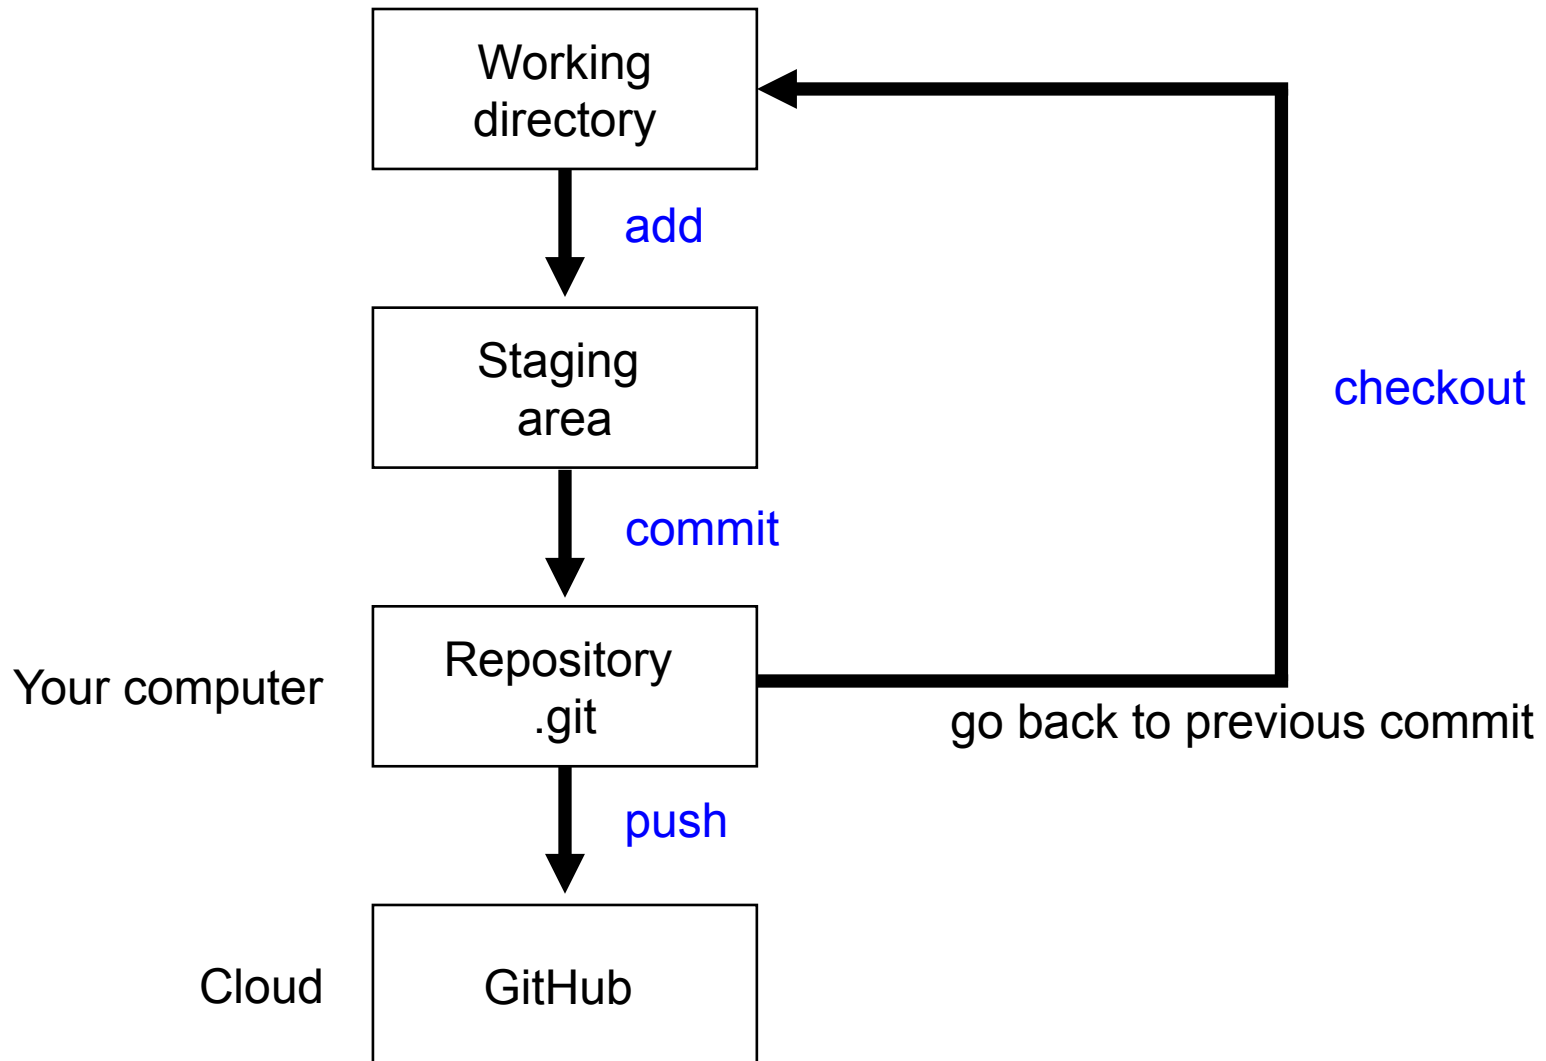 Working
directory
add
Staging
area
checkout
commit
Your computer
Repository
.git
go back to previous commit
push
Cloud
GitHub